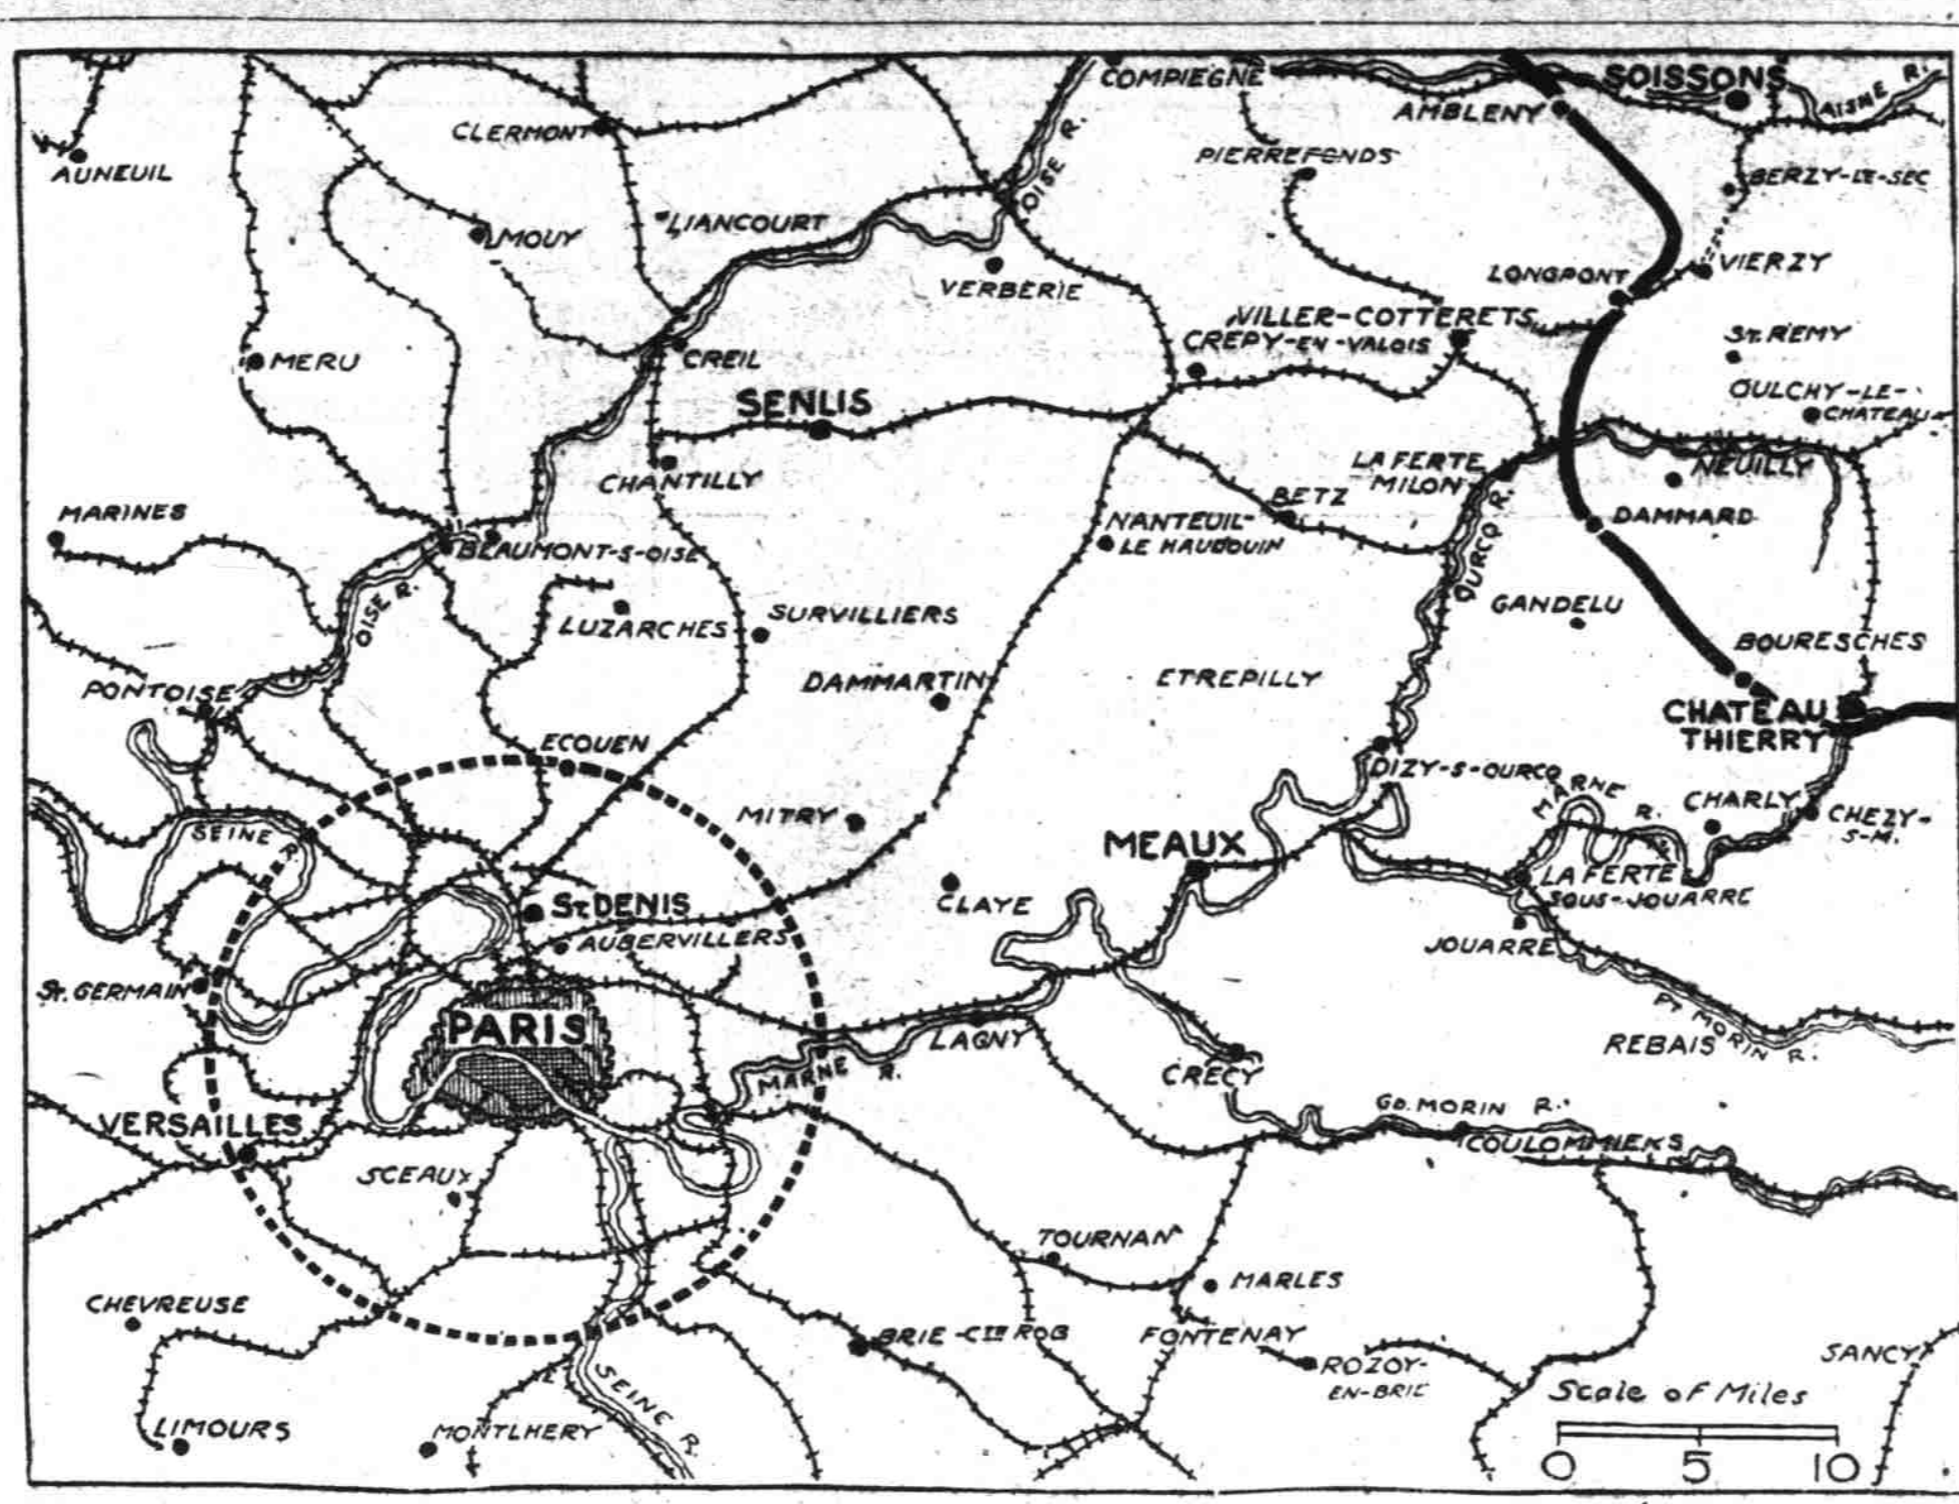 COMPIEGNE
SOISSONS
AISNE R.
AMBLENY
CLERMONT
OISE R.
PIERREFONDS
AUNEUIL
BERZY-LE-SEC
LIANCOURT
MOUY
VERBERIE
LONGPONT
VIERZY
VILLER-COTTERETS
CREPY-EN-VALOIS
ST. REMY
MERU
CREIL
OULCHY-LE-
CHATEAU
SENLIS
LA FERTE
MILON
NEUILLY
CHANTILLY
BETZ
MARINES
NANTEUIL-
LE HAUDOUIN
OURCQ R.
DAMMARD
BEAUMONT-S-OISE
OISE R.
LUZARCHES
SURVILLIERS
GANDELU
BOURESCHES
PONTOISE
DAMMARTIN
ETREPILLY
CHATEAU
THIERRY
ECOUEN
DIZY-S-OURCQ
MARNE R.
CHARLY
CHEZY-
S-M.
SEINE R.
MITRY
MEAUX
LA FERTE
SOUS-JOUARRE
ST. DENIS
CLAYE
AUBERVILLERS
JOUARRE
ST. GERMAIN
PARIS
LAGNY
PT MORIN R.
REBAIS
MARNE R.
CRECY
VERSAILLES
GD. MORIN R.
COULOMMIERS
SCEAUX
TOURNAN
MARLES
CHEVREUSE
BRIE-CTE ROB
FONTENAY
ROZOY-
EN-BRIE
SANCY
SEINE R.
Scale of Miles
LIMOURS
MONTLHERY
0 5 10